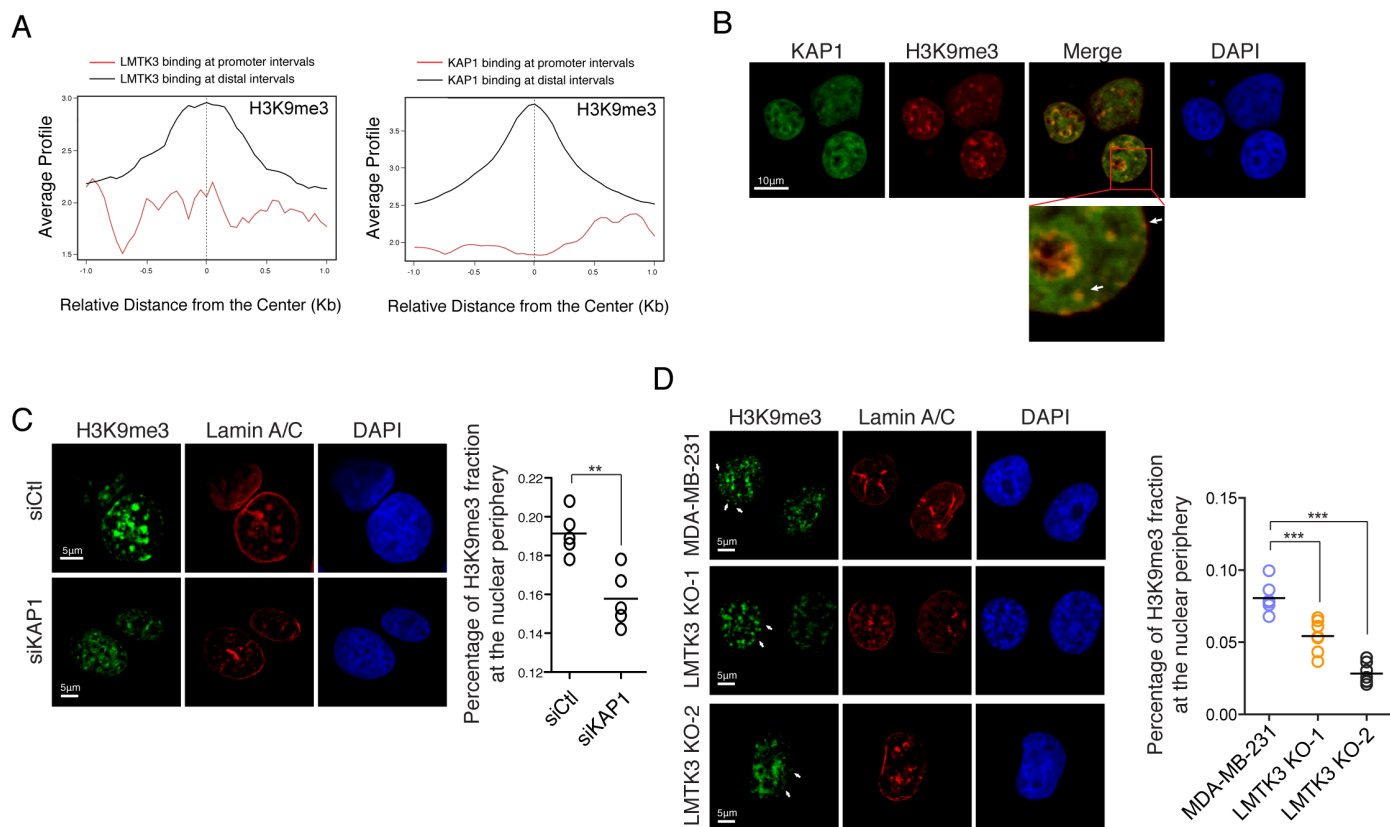 A
LMTK3 binding at promoter intervals
LMTK3 binding at distal intervals
H3K9me3
Average Profile
3.0
2.5
2.0
1.5
-1.0
-0.5
0
0.5
1.0
Relative Distance from the Center (Kb)
KAP1 binding at promoter intervals
KAP1 binding at distal intervals
H3K9me3
Average Profile
3.5
3.0
2.5
2.0
-1.0
-0.5
0
0.5
1.0
Relative Distance from the Center (Kb)
B
KAP1
H3K9me3
Merge
DAPI
10µm
C
H3K9me3
Lamin A/C
DAPI
siCtl
5µm
siKAP1
5µm
Percentage of H3K9me3 fraction
at the nuclear periphery
0.22
0.20
0.18
0.16
0.14
0.12
**
siCtl
siKAP1
D
H3K9me3
Lamin A/C
DAPI
MDA-MB-231
5µm
LMTK3 KO-1
5µm
LMTK3 KO-2
5µm
Percentage of H3K9me3 fraction
at the nuclear periphery
0.15
0.10
0.05
0.00
***
***
MDA-MB-231
LMTK3 KO-1
LMTK3 KO-2